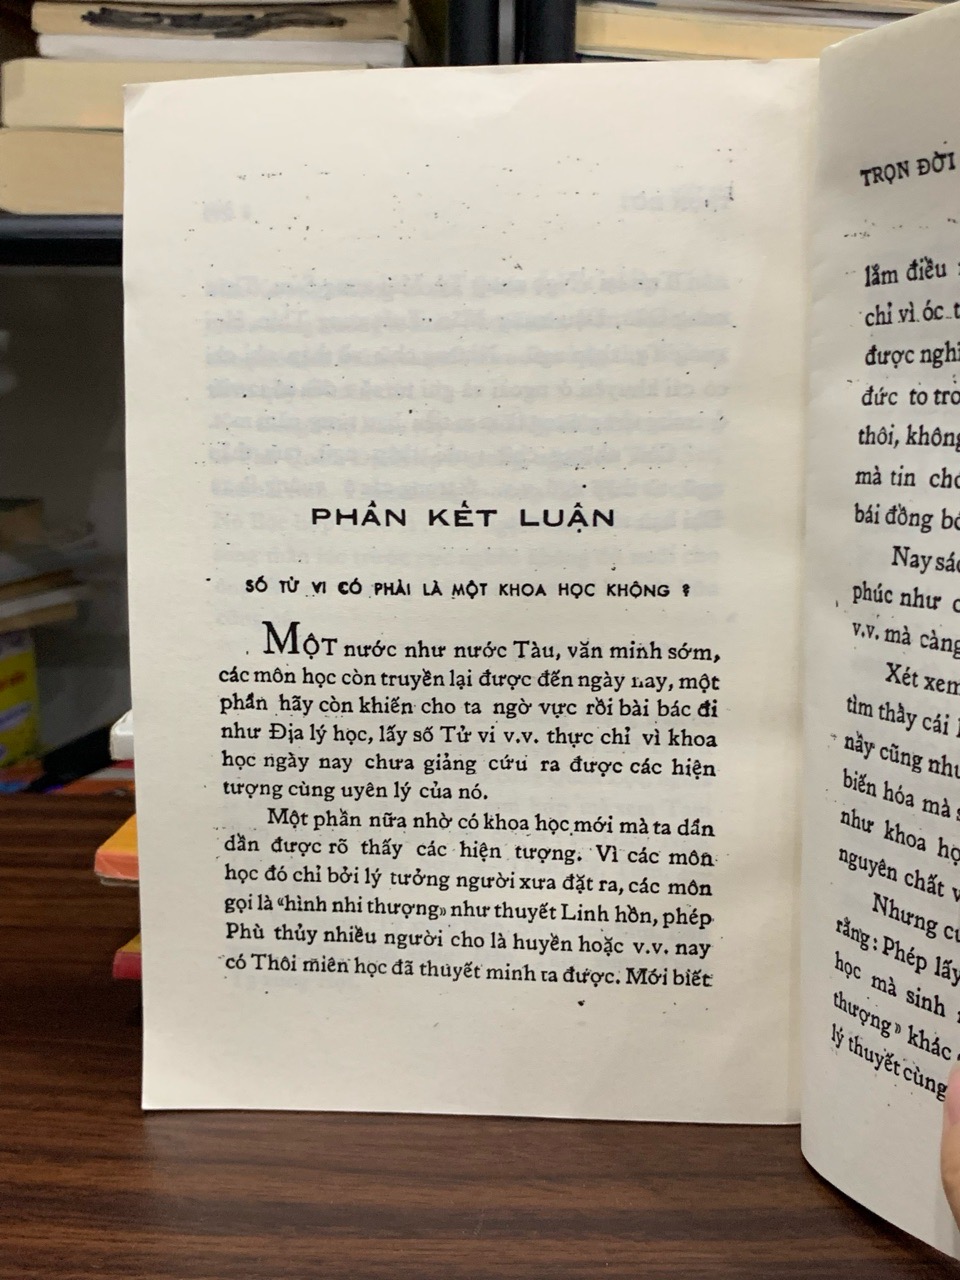 PHẦN KẾT LUẬN
SỐ TỬ VI CÓ PHẢI LÀ MỘT KHOA HỌC KHÔNG ?
MỘT nước như nước Tàu, văn minh sớm,
các môn học còn truyền lại được đến ngày nay, một
phần hãy còn khiến cho ta ngờ vực rồi bài bác đi
như Địa lý học, lấy số Tử vi v.v. thực chỉ vì khoa
học ngày nay chưa giảng cứu ra được các hiện
tượng cùng uyên lý của nó.
Một phần nữa nhờ có khoa học mới mà ta dần
dần được rõ thấy các hiện tượng. Vì các môn
học đó chỉ bởi lý tưởng người xưa đặt ra, các môn
gọi là «hình nhi thượng» như thuyết Linh hồn, phép
Phù thủy nhiều người cho là huyền hoặc v.v. nay
có Thôi miên học đã thuyết minh ta được. Mới biết
TRỌN ĐỜI
lắm điều
chỉ vì óc
được nghi
đức to
thôi, không
mà tin
bái đồng
Nay
phúc như
v.v. mà càng
Xét xem
tìm thầy cái
nầy cũng
biến hóa mà
như khoa
nguyên chất
Nhưng
rằng : Phép lấy
học mà sinh
thượng» khác
lý thuyết cùng